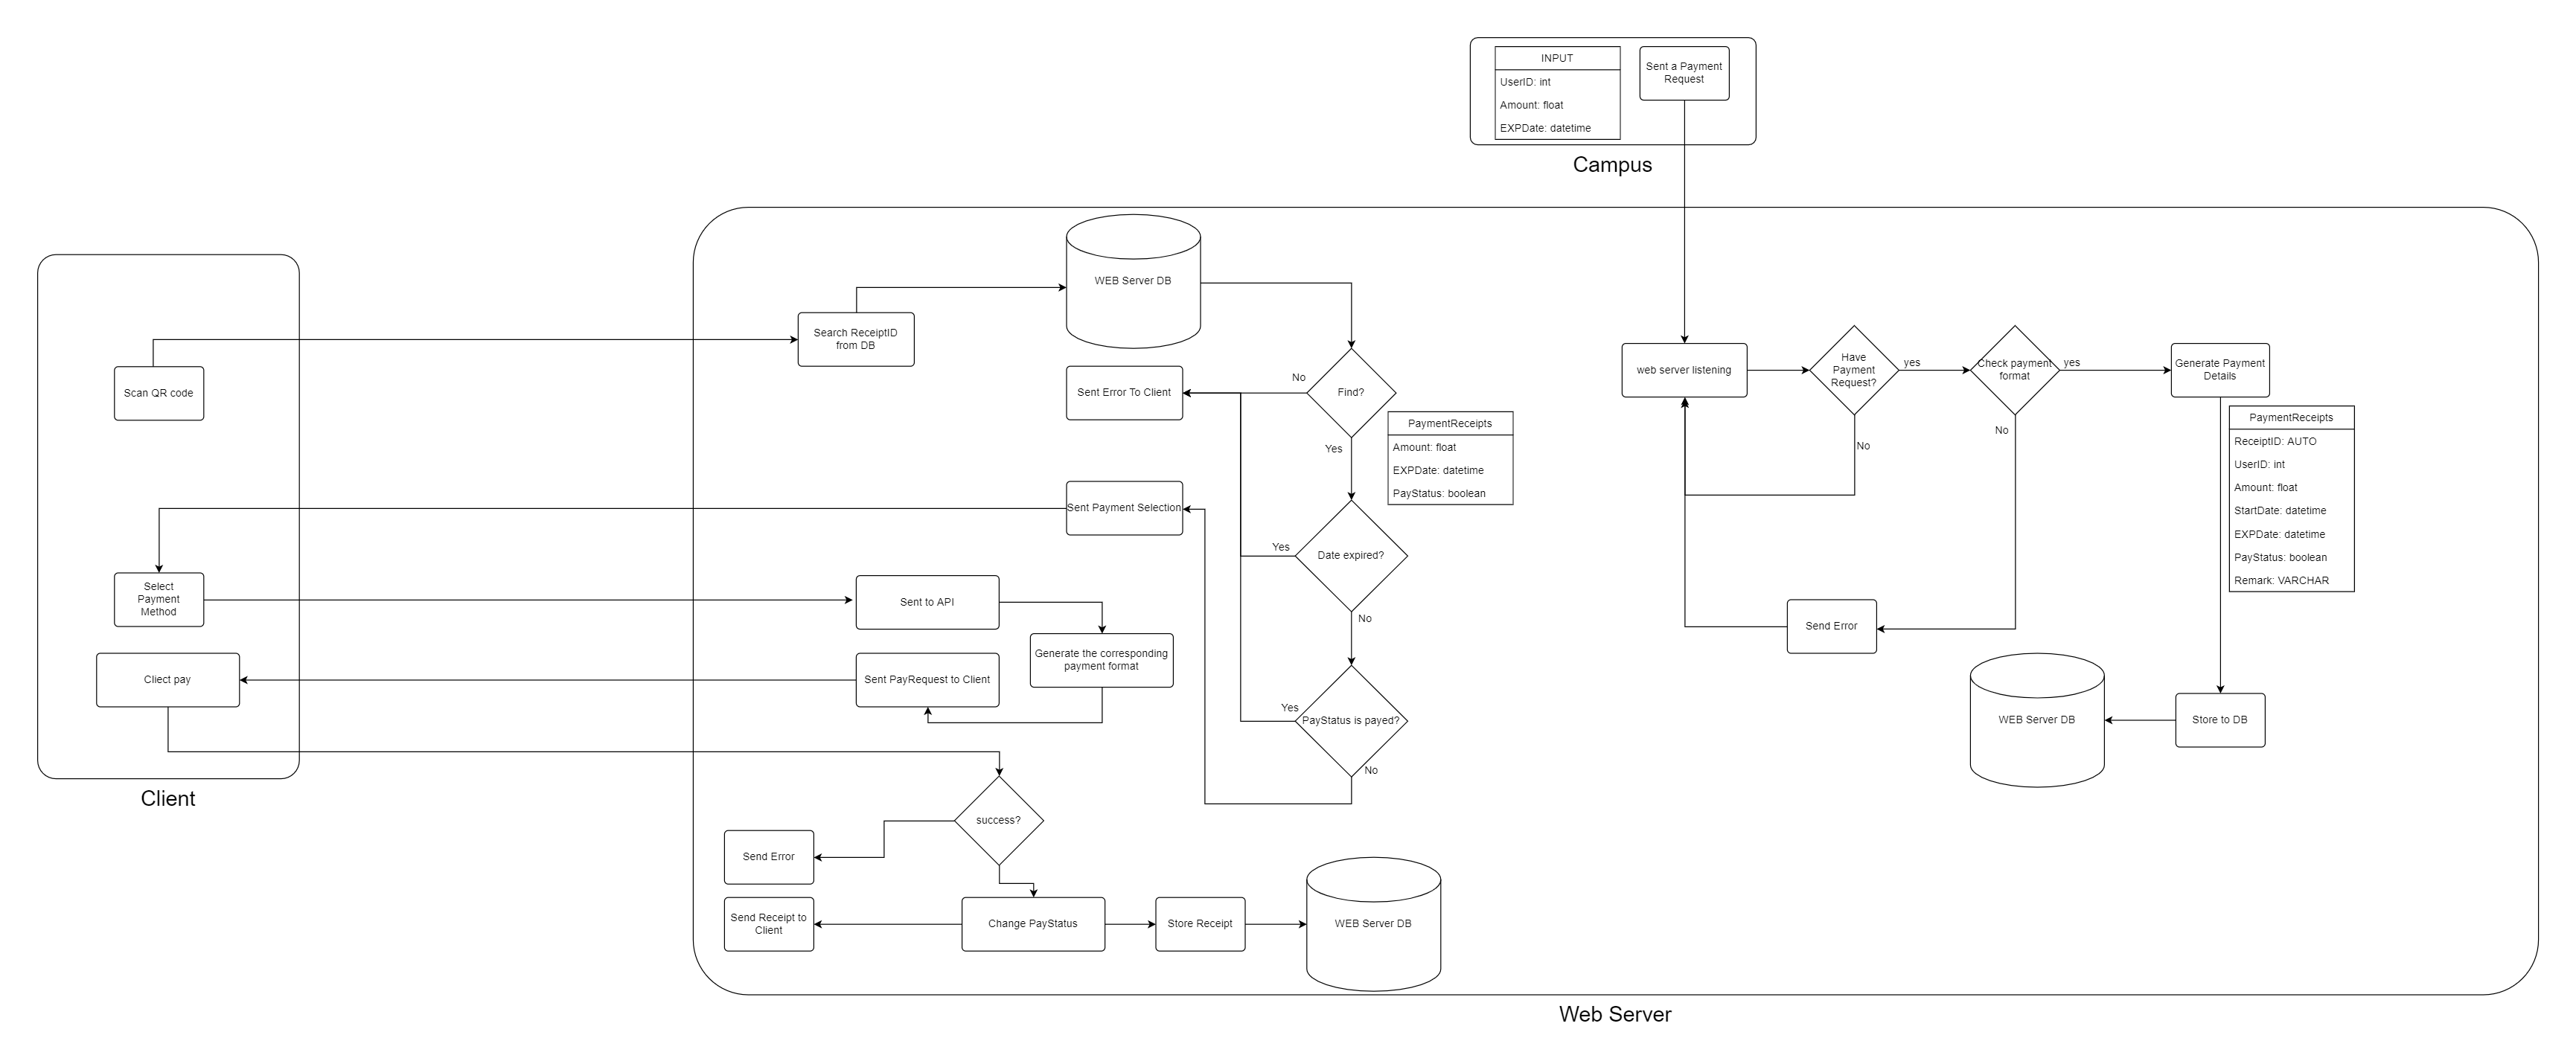 INPUT
UserID: int
Amount: float
EXPDate: datetime
Sent a Payment
Request
Campus
Scan QR code
Select
Payment
Method
Cliect pay
Client
Search ReceiptID
from DB
WEB Server DB
Sent Error To Client
No
Find?
Yes
PaymentReceipts
Amount: float
EXPDate: datetime
PayStatus: boolean
Sent Payment Selection
Yes
Date expired?
No
Sent to API
Generate the corresponding
payment format
Sent PayRequest to Client
Yes
PayStatus is payed?
No
success?
Send Error
Send Receipt to
Client
Change PayStatus
Store Receipt
WEB Server DB
web server listening
Have
Payment
Request?
yes
No
Check payment
format
yes
No
Generate Payment
Details
PaymentReceipts
ReceiptID: AUTO
UserID: int
Amount: float
StartDate: datetime
EXPDate: datetime
PayStatus: boolean
Remark: VARCHAR
Send Error
WEB Server DB
Store to DB
Web Server